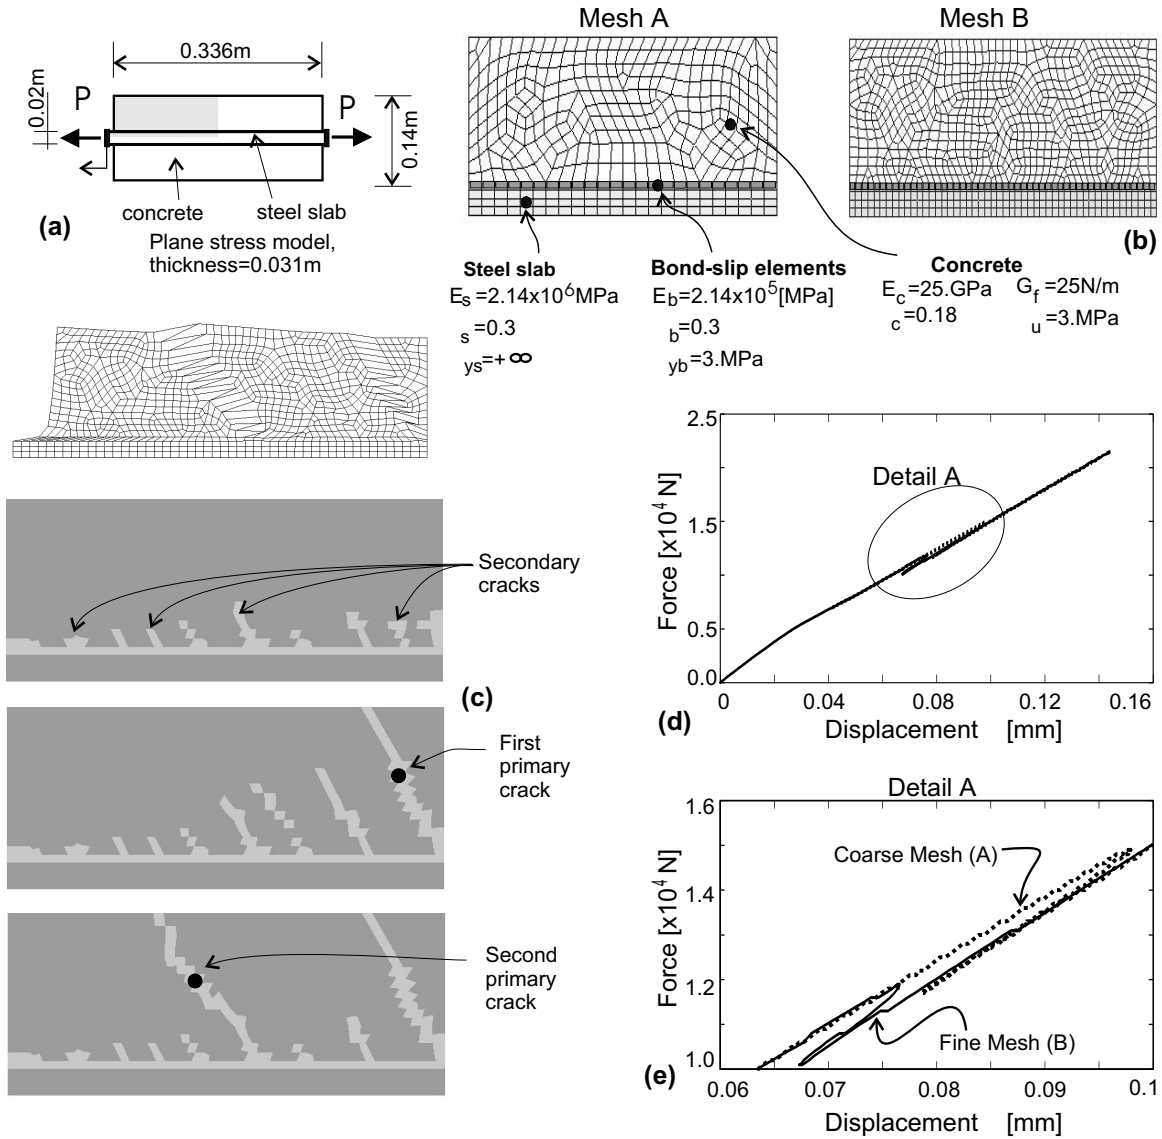 Mesh A
Mesh B
0.336m
0.02m
P
P
0.14m
concrete
steel slab
(a)
Plane stress model,
thickness=0.031m
(b)
Steel slab
E_s=2.14x10^6MPa
s=0.3
ys=+∞
Bond-slip elements
E_b=2.14x10^5[MPa]
b=0.3
yb=3.MPa
Concrete
E_c=25.GPa
G_f=25N/m
c=0.18
u=3.MPa
Secondary
cracks
(c)
First
primary
crack
Second
primary
crack
2.5
1.5
0.5
0.0
Force [x10^4 N]
Detail A
0
0.04
0.08
0.12
0.16
(d)
Displacement [mm]
Detail A
1.6
1.4
1.2
1.0
Force [x10^4 N]
Coarse Mesh (A)
Fine Mesh (B)
(e)
0.06
0.07
0.08
0.09
0.1
Displacement [mm]